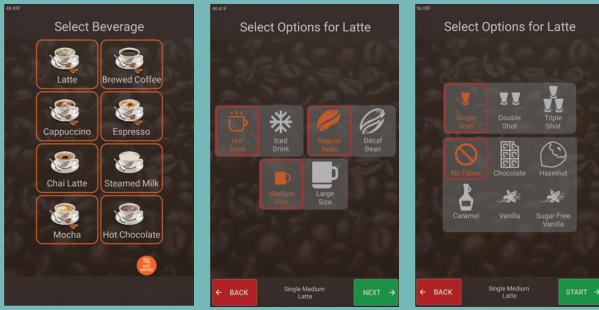 Select Beverage
Latte
Brewed Coffee
Cappuccino
Espresso
Chai Latte
Steamed Milk
Mocha
Hot Chocolate
Select Options for Latte
Hot
Drink
Iced
Drink
Regular
Bean
Decaf
Bean
Medium
Size
Large
Size
← BACK
Single Medium
Latte
NEXT →
Select Options for Latte
Single
Shot
Double
Shot
Triple
Shot
No Flavor
Chocolate
Hazelnut
Caramel
Vanilla
Sugar Free
Vanilla
← BACK
Single Medium
Latte
START →